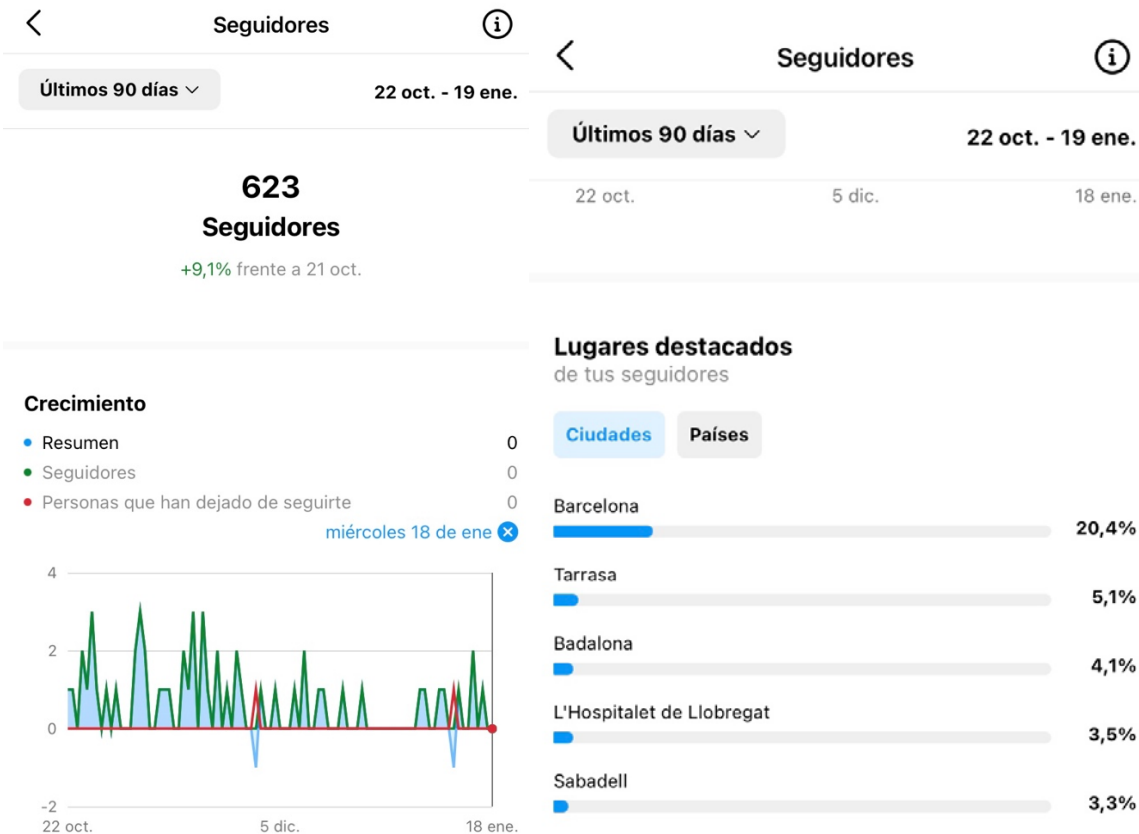 Seguidores
Últimos 90 días
22 oct. - 19 ene.
623
Seguidores
+9,1% frente a 21 oct.
Crecimiento
Resumen 0
Seguidores 0
Personas que han dejado de seguirte 0
miércoles 18 de ene
4
2
0
-2
22 oct. 5 dic. 18 ene.
Seguidores
Últimos 90 días
22 oct. - 19 ene.
22 oct. 5 dic. 18 ene.
Lugares destacados
de tus seguidores
Ciudades Países
Barcelona
20,4%
Tarrasa
5,1%
Badalona
4,1%
L'Hospitalet de Llobregat
3,5%
Sabadell
3,3%